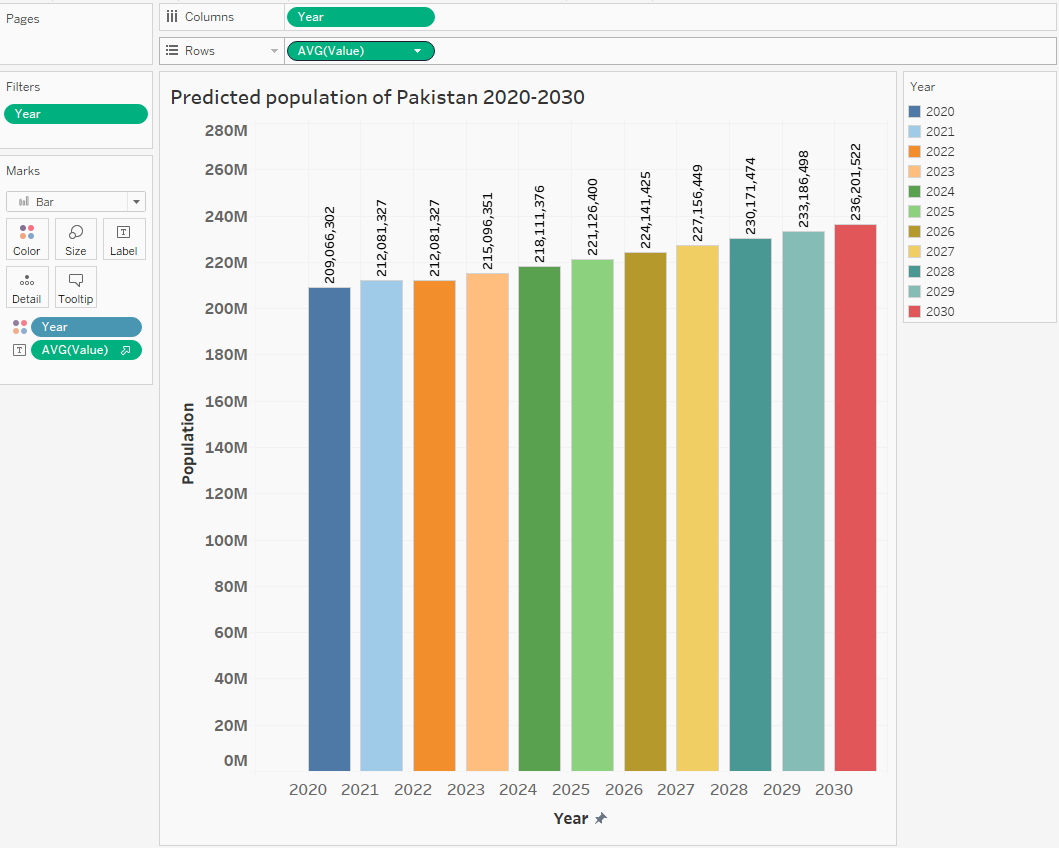 Pages
Columns
Year
Rows
AVG(Value)
Filters
Year
Marks
Bar
Color
Size
Label
Detail
Tooltip
Year
AVG(Value)
Predicted population of Pakistan 2020-2030
280M
260M
240M
220M
200M
180M
160M
140M
120M
100M
80M
60M
40M
20M
0M
Population
209,066,302
212,081,327
212,081,327
215,096,351
218,111,376
221,126,400
224,141,425
227,156,449
230,171,474
233,186,498
236,201,522
2020 2021 2022 2023 2024 2025 2026 2027 2028 2029 2030
Year
Year
2020
2021
2022
2023
2024
2025
2026
2027
2028
2029
2030